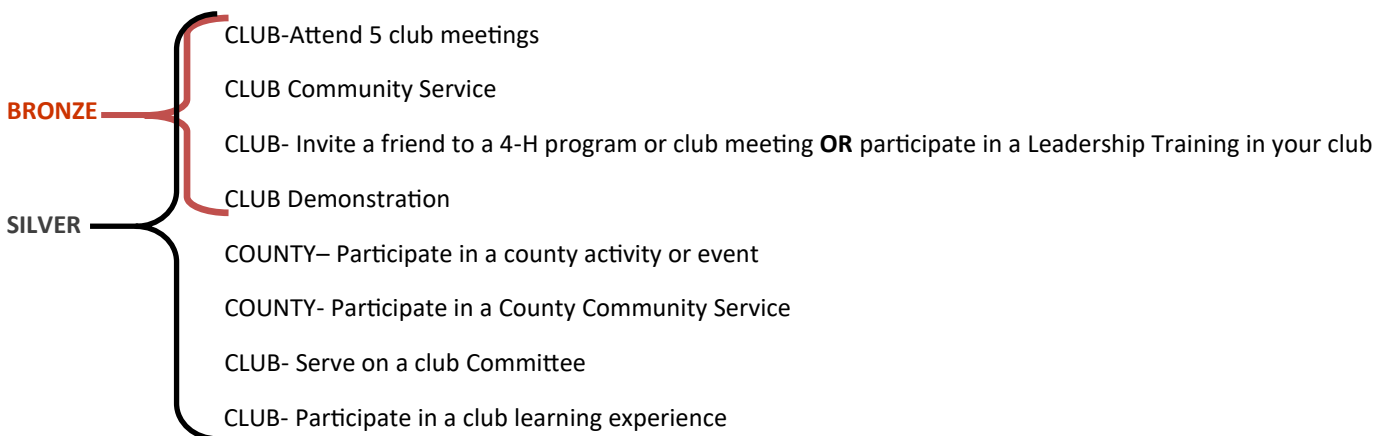 CLUB-Attend 5 club meetings
CLUB Community Service
BRONZE
CLUB- Invite a friend to a 4-H program or club meeting OR participate in a Leadership Training in your club
CLUB Demonstration
SILVER
COUNTY– Participate in a county activity or event
COUNTY- Participate in a County Community Service
CLUB- Serve on a club Committee
CLUB- Participate in a club learning experience